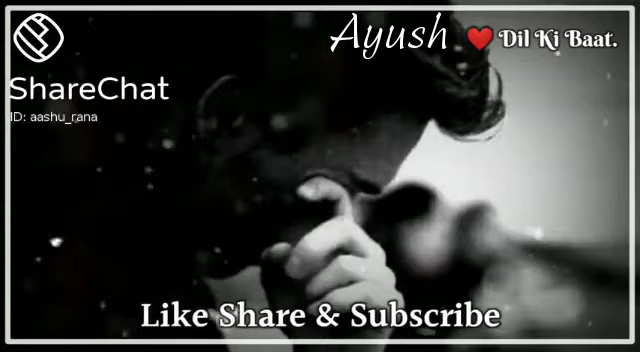 Ayush ❤️ Dil Ki Baat.
ShareChat
ID: aashu_rana
Like Share & Subscribe